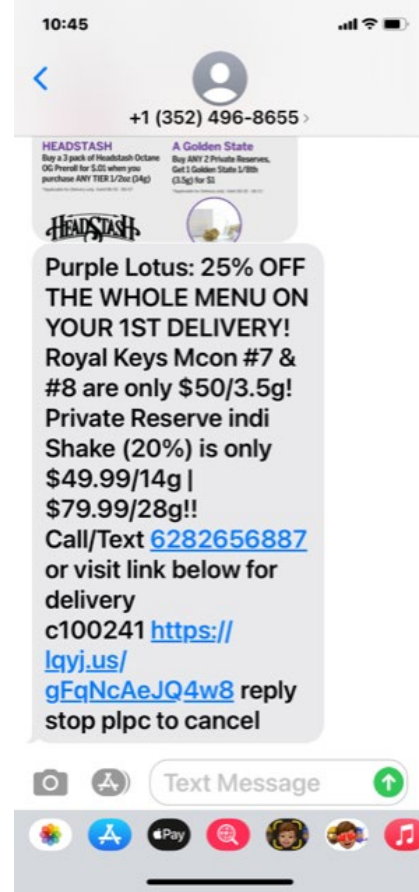 10:45
+1 (352) 496-8655 >
HEADSTASH
Buy a 3 pack of Headstash Octane
OG Preroll for $.01 when you
purchase ANY TIER 1/2oz (14g)
A Golden State
Buy ANY 2 Private Reserves,
Get 1 Golden State 1/8th
(3.5g) for $1
HEADSTASH
Purple Lotus: 25% OFF
THE WHOLE MENU ON
YOUR 1ST DELIVERY!
Royal Keys Mcon #7 &
#8 are only $50/3.5g!
Private Reserve indi
Shake (20%) is only
$49.99/14g |
$79.99/28g!!
Call/Text 6282656887
or visit link below for
delivery
c100241 https://
lqyj.us/
gFqNcAeJQ4w8 reply
stop plpc to cancel
Text Message
Pay